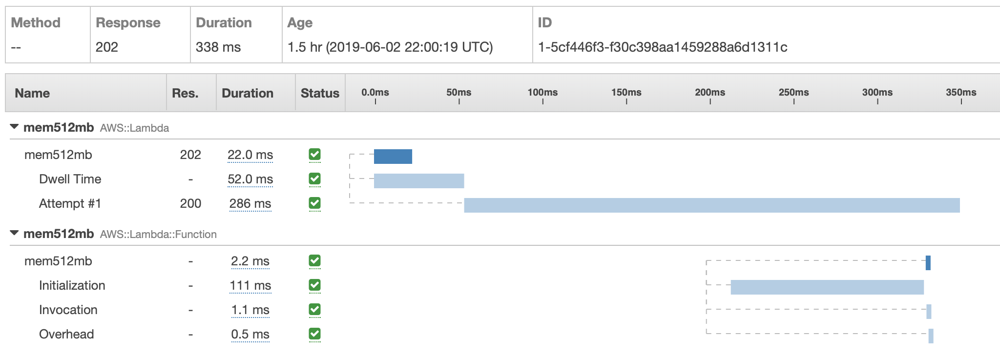 Method Response Duration Age ID
-- 202 338 ms 1.5 hr (2019-06-02 22:00:19 UTC) 1-5cf446f3-f30c398aa1459288a6d1311c
Name Res. Duration Status 0.0ms 50ms 100ms 150ms 200ms 250ms 300ms 350ms
mem512mb AWS::Lambda
mem512mb 202 22.0 ms
Dwell Time - 52.0 ms
Attempt #1 200 286 ms
mem512mb AWS::Lambda::Function
mem512mb - 2.2 ms
Initialization - 111 ms
Invocation - 1.1 ms
Overhead - 0.5 ms